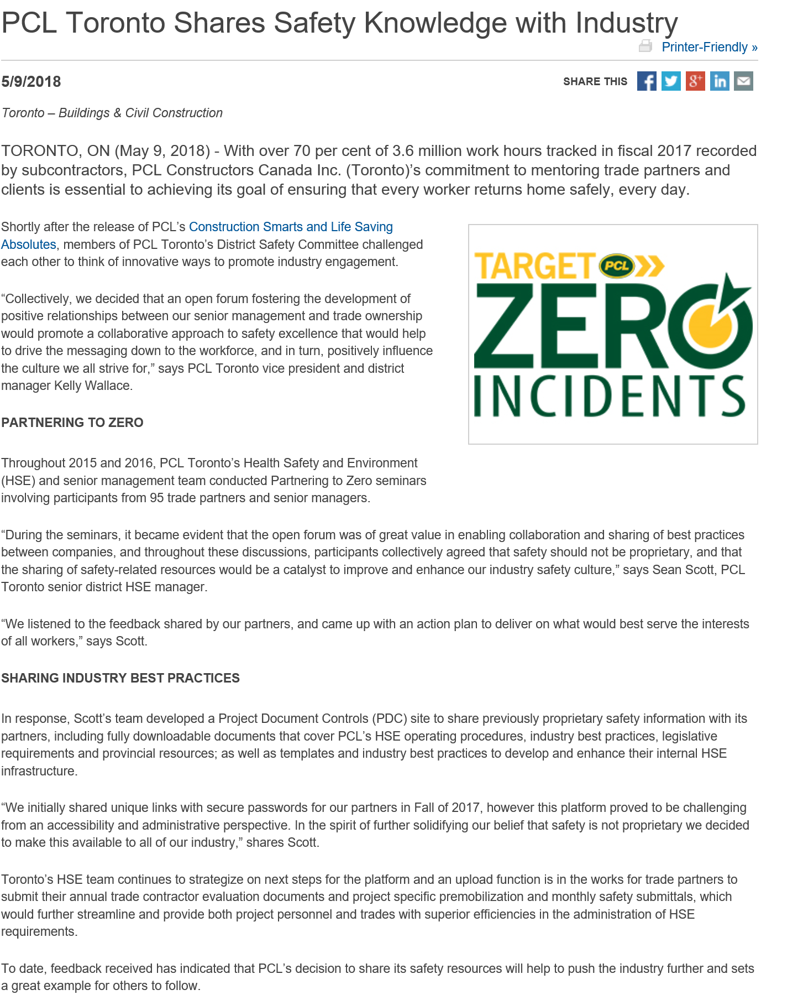 PCL Toronto Shares Safety Knowledge with Industry
Printer-Friendly »
5/9/2018
SHARE THIS
Toronto – Buildings & Civil Construction
TORONTO, ON (May 9, 2018) - With over 70 per cent of 3.6 million work hours tracked in fiscal 2017 recorded
by subcontractors, PCL Constructors Canada Inc. (Toronto)’s commitment to mentoring trade partners and
clients is essential to achieving its goal of ensuring that every worker returns home safely, every day.
Shortly after the release of PCL’s Construction Smarts and Life Saving
Absolutes, members of PCL Toronto’s District Safety Committee challenged
each other to think of innovative ways to promote industry engagement.
TARGET PCL
ZERO
INCIDENTS
“Collectively, we decided that an open forum fostering the development of
positive relationships between our senior management and trade ownership
would promote a collaborative approach to safety excellence that would help
to drive the messaging down to the workforce, and in turn, positively influence
the culture we all strive for,” says PCL Toronto vice president and district
manager Kelly Wallace.
PARTNERING TO ZERO
Throughout 2015 and 2016, PCL Toronto’s Health Safety and Environment
(HSE) and senior management team conducted Partnering to Zero seminars
involving participants from 95 trade partners and senior managers.
“During the seminars, it became evident that the open forum was of great value in enabling collaboration and sharing of best practices
between companies, and throughout these discussions, participants collectively agreed that safety should not be proprietary, and that
the sharing of safety-related resources would be a catalyst to improve and enhance our industry safety culture,” says Sean Scott, PCL
Toronto senior district HSE manager.
“We listened to the feedback shared by our partners, and came up with an action plan to deliver on what would best serve the interests
of all workers,” says Scott.
SHARING INDUSTRY BEST PRACTICES
In response, Scott’s team developed a Project Document Controls (PDC) site to share previously proprietary safety information with its
partners, including fully downloadable documents that cover PCL’s HSE operating procedures, industry best practices, legislative
requirements and provincial resources; as well as templates and industry best practices to develop and enhance their internal HSE
infrastructure.
“We initially shared unique links with secure passwords for our partners in Fall of 2017, however this platform proved to be challenging
from an accessibility and administrative perspective. In the spirit of further solidifying our belief that safety is not proprietary we decided
to make this available to all of our industry,” shares Scott.
Toronto’s HSE team continues to strategize on next steps for the platform and an upload function is in the works for trade partners to
submit their annual trade contractor evaluation documents and project specific premobilization and monthly safety submittals, which
would further streamline and provide both project personnel and trades with superior efficiencies in the administration of HSE
requirements.
To date, feedback received has indicated that PCL’s decision to share its safety resources will help to push the industry further and sets
a great example for others to follow.